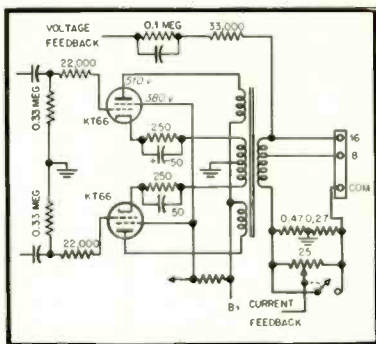 VOLTAGE
FEEDBACK
0.1 MEG
33,000
22,000
510 v
380 v
0.33 MEG
KT66
250
+ 50
16
8
COM
250
KT66
50
0.33 MEG
22,000
0.47 0,27
25
B+
CURRENT
FEEDBACK